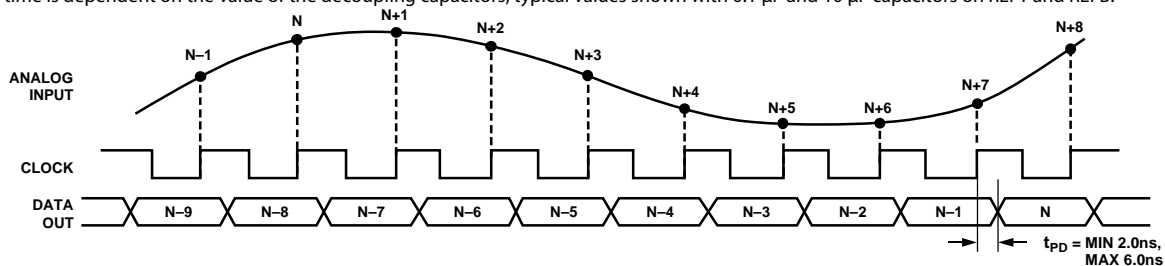 time is dependent on the value of the decoupling capacitors, typical values shown with 0.1 µF and 10 µF capacitors on REFT and REFB.
N–1 N N+1 N+2 N+3 N+4 N+5 N+6 N+7 N+8
ANALOG
INPUT
CLOCK
DATA
OUT
N–9 N–8 N–7 N–6 N–5 N–4 N–3 N–2 N–1 N
tPD = MIN 2.0ns,
MAX 6.0ns